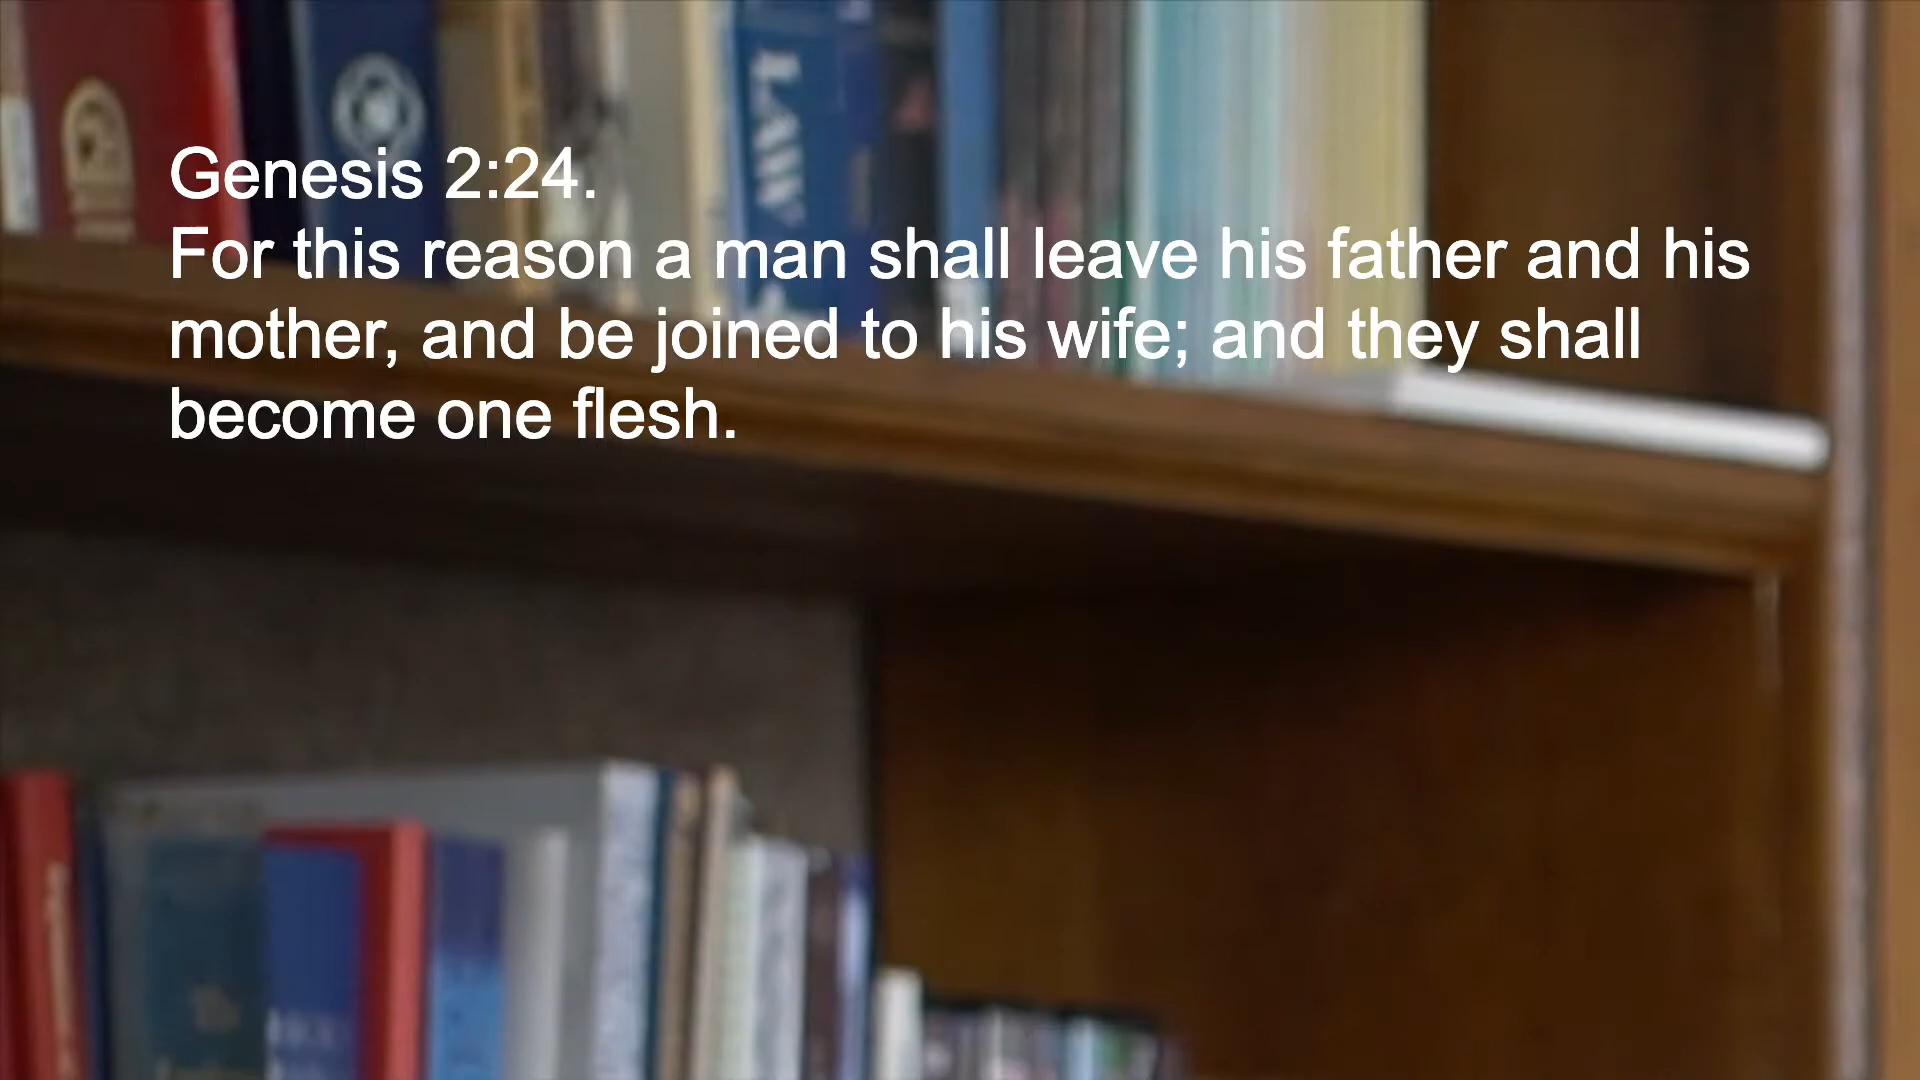 Genesis 2:24.
For this reason a man shall leave his father and his
mother, and be joined to his wife; and they shall
become one flesh.
LAW